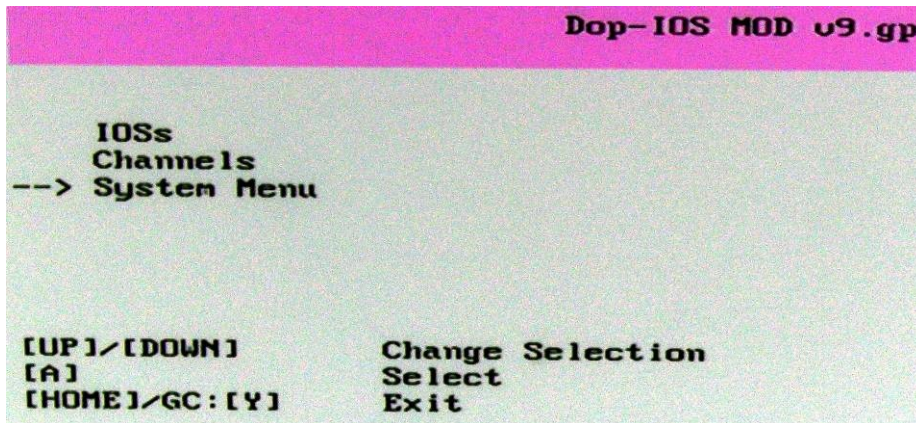 Dop-IOS MOD v9.gp
IOSs
Channels
--> System Menu
[UP]/[DOWN] Change Selection
[A] Select
[HOME]/GC:[Y] Exit